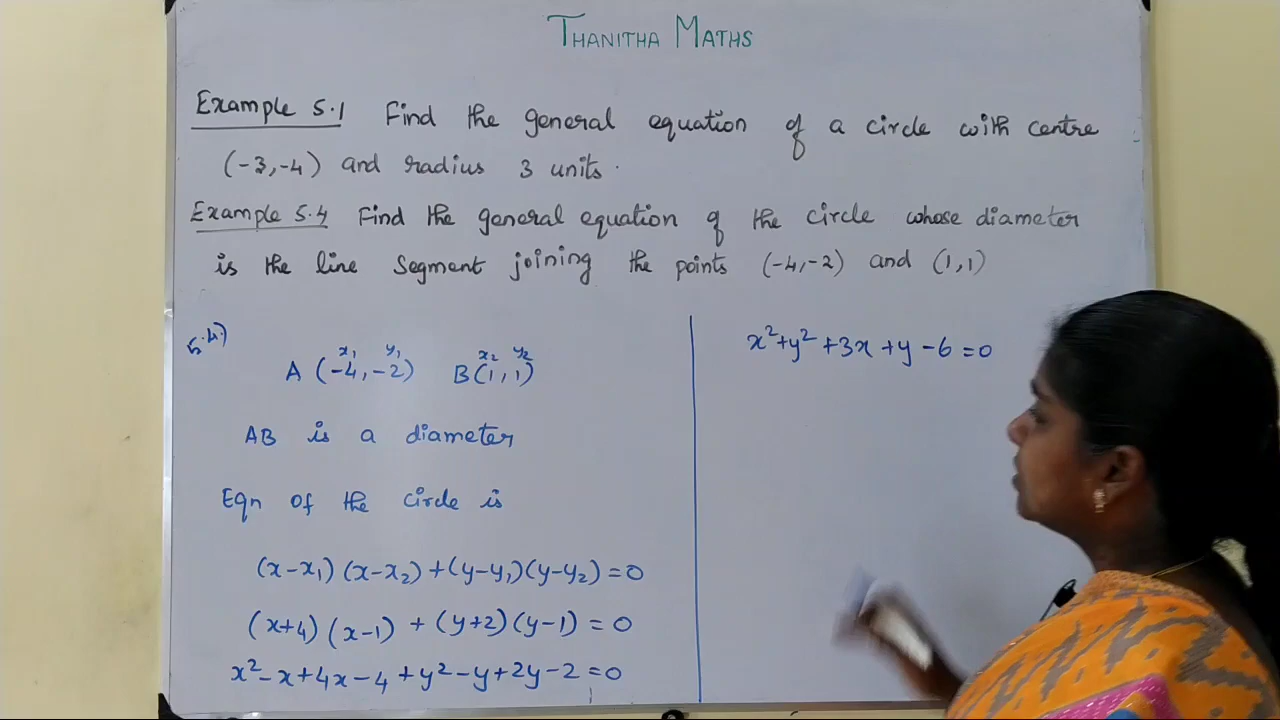 THANITHA MATHS
Example 5.1 Find the general equation of a circle with centre
(-3,-4) and radius 3 units.
Example 5.4 Find the general equation of the circle whose diameter
is the line segment joining the points (-4,-2) and (1,1)
5.4)
x₁ y₁ x₂ y₂
A (-4,-2) B(1,1)
AB is a diameter
Eqn of the circle is
(x-x₁)(x-x₂)+(y-y₁)(y-y₂)=0
(x+4)(x-1)+(y+2)(y-1)=0
x²-x+4x-4+y²-y+2y-2=0
x²+y²+3x+y-6=0